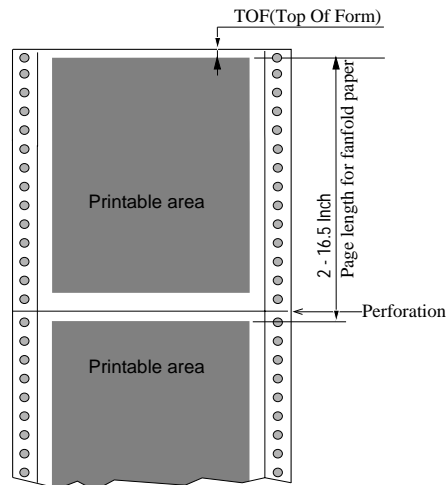 TOF(Top Of Form)
Printable area
2 - 16.5 Inch
Page length for fanfold paper
Perforation
Printable area